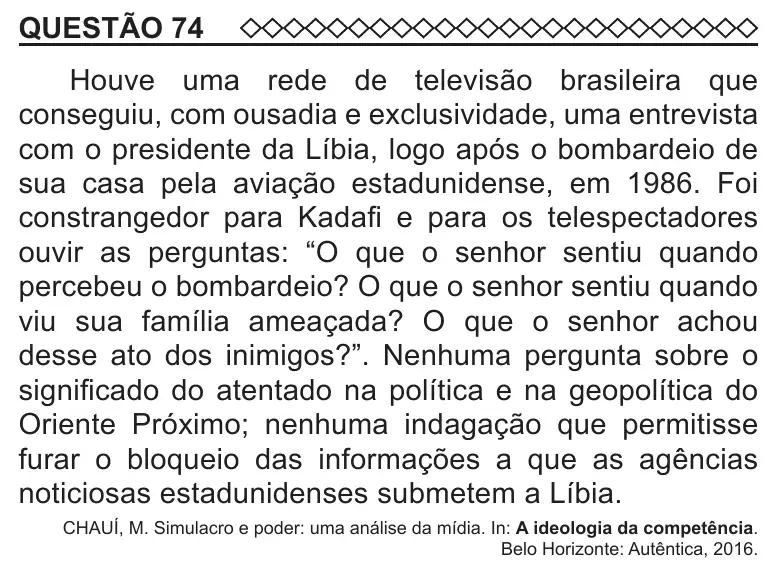 QUESTÃO 74
Houve uma rede de televisão brasileira que
conseguiu, com ousadia e exclusividade, uma entrevista
com o presidente da Líbia, logo após o bombardeio de
sua casa pela aviação estadunidense, em 1986. Foi
constrangedor para Kadafi e para os telespectadores
ouvir as perguntas: “O que o senhor sentiu quando
percebeu o bombardeio? O que o senhor sentiu quando
viu sua família ameaçada? O que o senhor achou
desse ato dos inimigos?”. Nenhuma pergunta sobre o
significado do atentado na política e na geopolítica do
Oriente Próximo; nenhuma indagação que permitisse
furar o bloqueio das informações a que as agências
noticiosas estadunidenses submetem a Líbia.
CHAUÍ, M. Simulacro e poder: uma análise da mídia. In: A ideologia da competência.
Belo Horizonte: Autêntica, 2016.